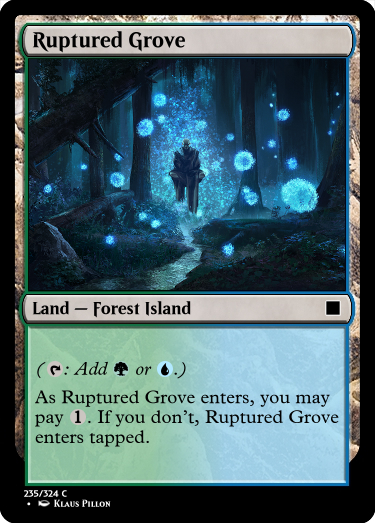 Ruptured Grove
Land — Forest Island
( : Add or .)
As Ruptured Grove enters, you may
pay 1. If you don't, Ruptured Grove
enters tapped.
235/324 C
• Klaus Pillon